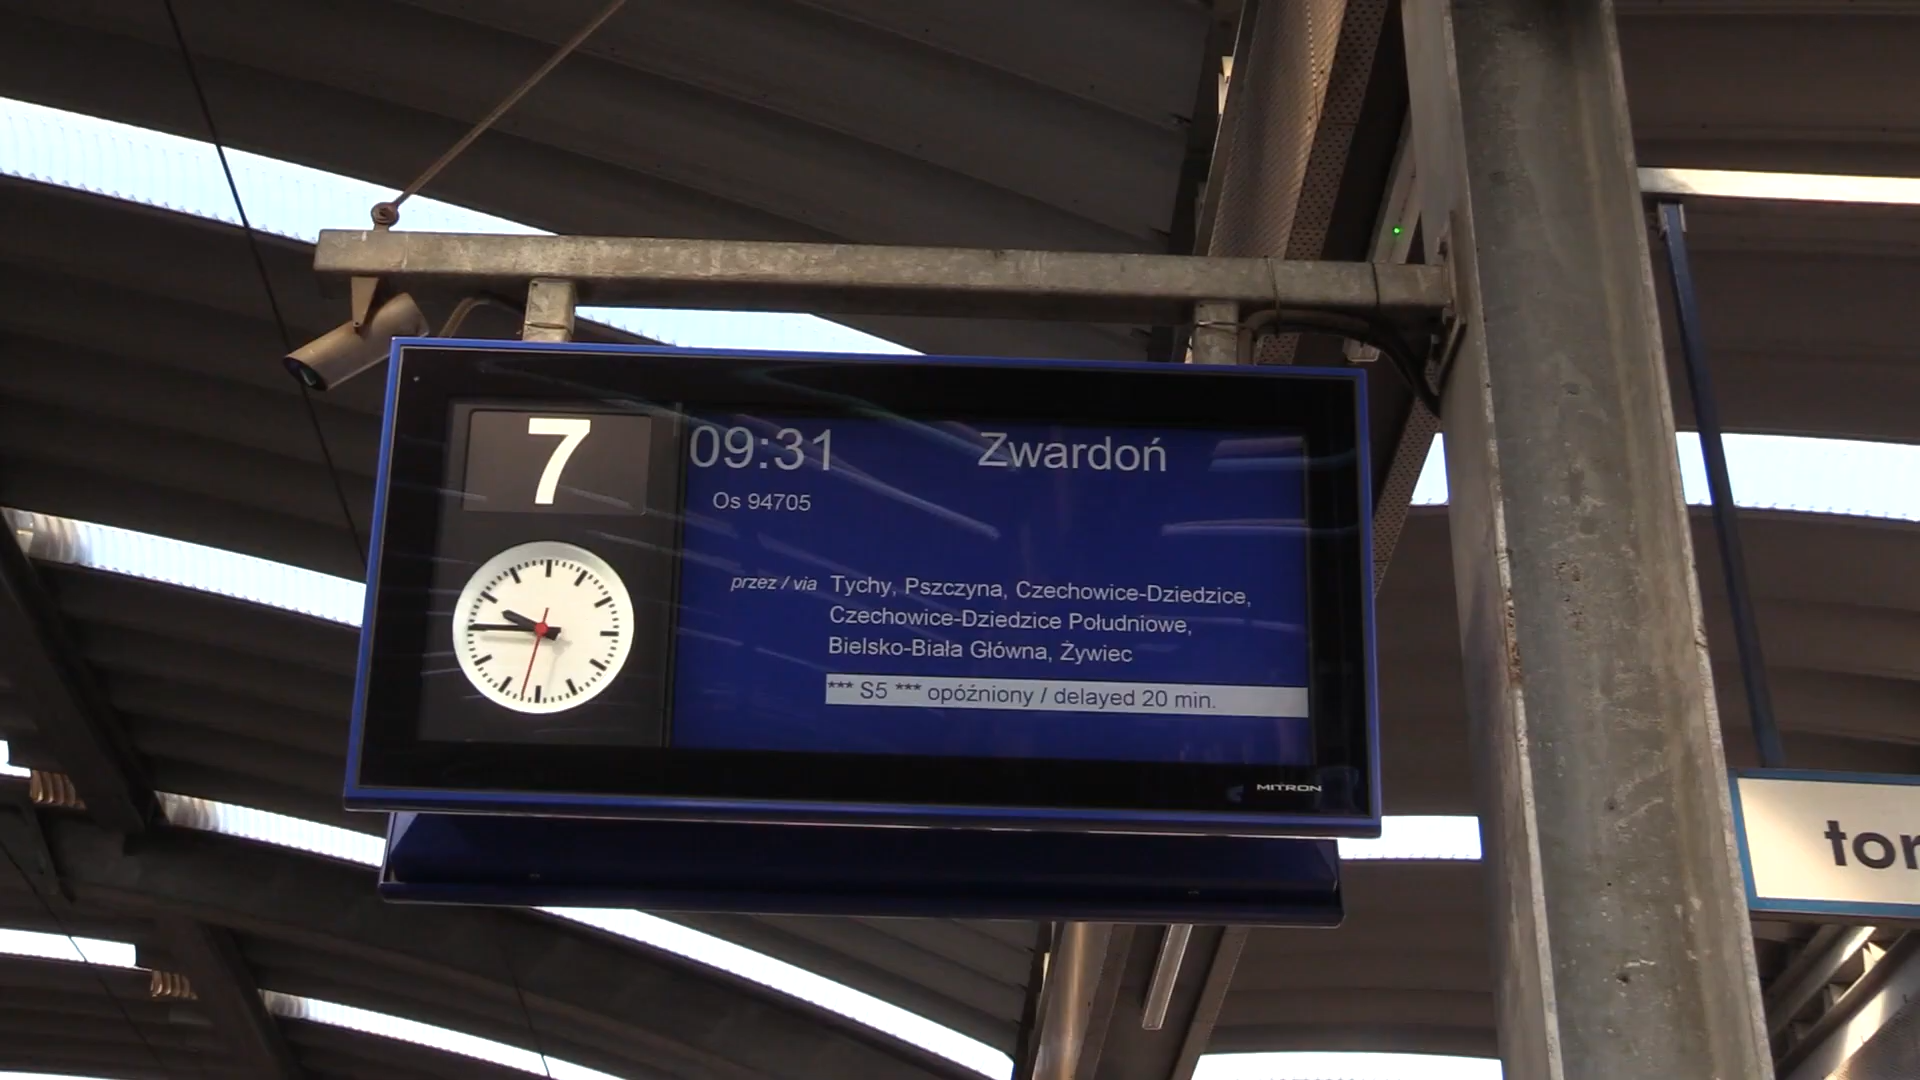 7
09:31 Zwardoń
Os 94705
przez / via Tychy, Pszczyna, Czechowice-Dziedzice,
Czechowice-Dziedzice Południowe,
Bielsko-Biała Główna, Żywiec
*** S5 *** opóźniony / delayed 20 min.
MITRON
tor